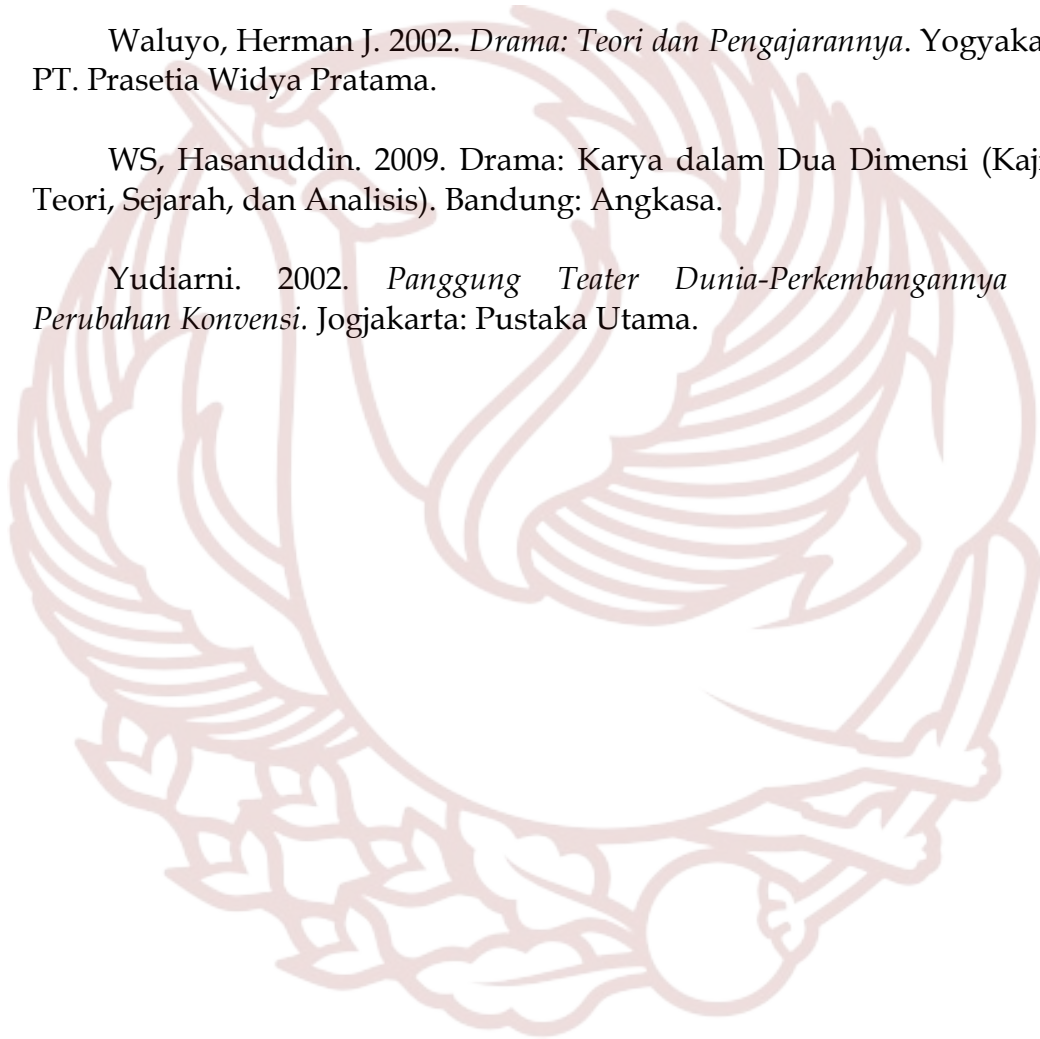 Waluyo, Herman J. 2002. Drama: Teori dan Pengajarannya. Yogyaka
PT. Prasetia Widya Pratama.
WS, Hasanuddin. 2009. Drama: Karya dalam Dua Dimensi (Kaj
Teori, Sejarah, dan Analisis). Bandung: Angkasa.
Yudiarni. 2002. Panggung Teater Dunia-Perkembangannya
Perubahan Konvensi. Jogjakarta: Pustaka Utama.